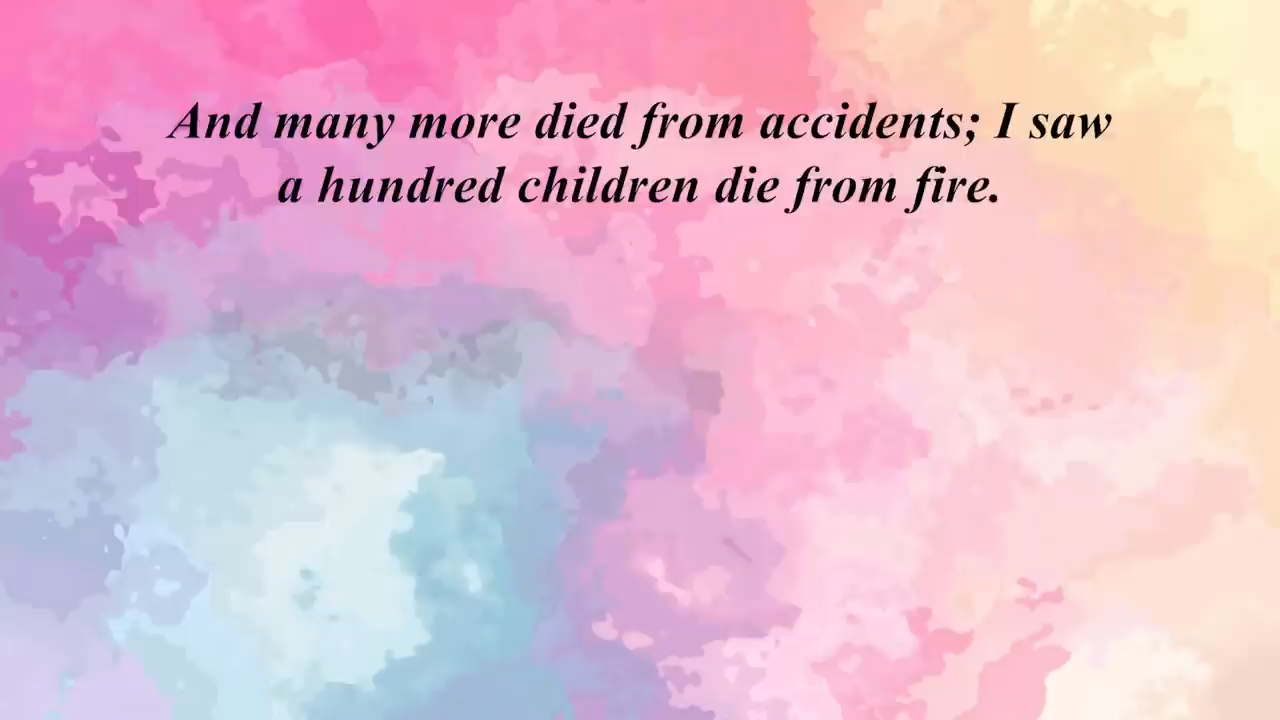 And many more died from accidents; I saw
a hundred children die from fire.